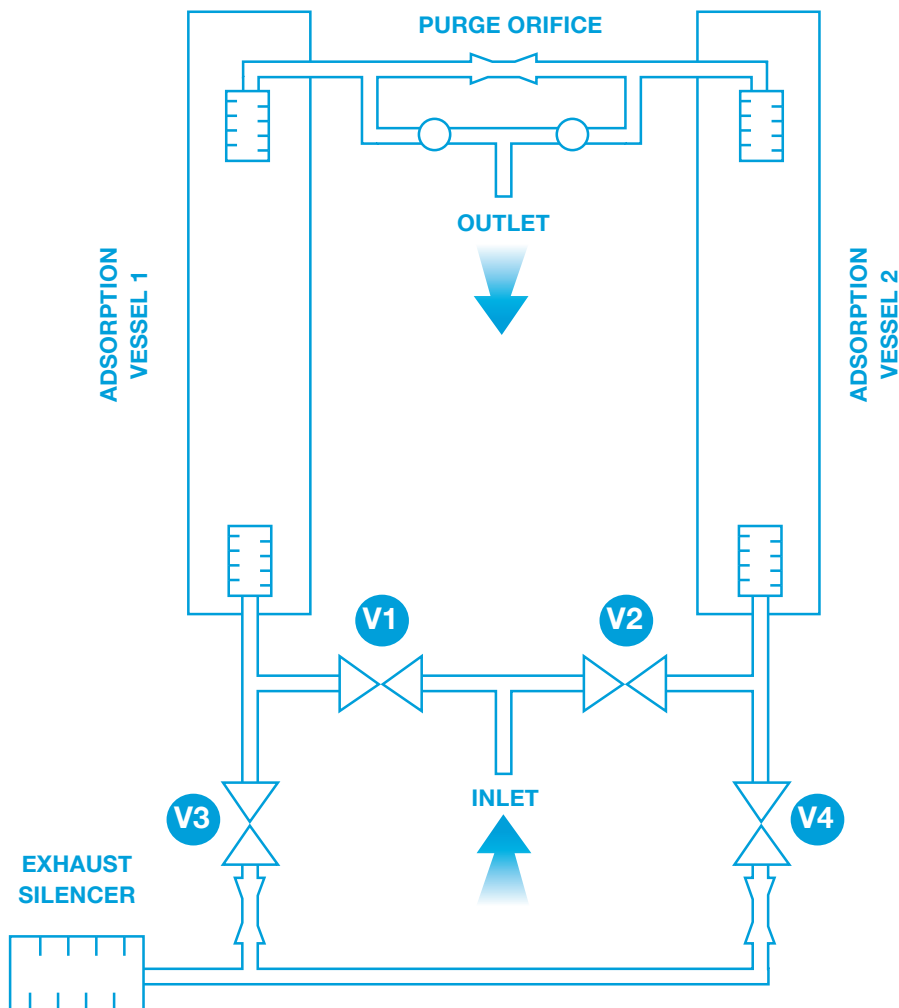 PURGE ORIFICE
OUTLET
ADSORPTION
VESSEL 1
ADSORPTION
VESSEL 2
V1
V2
INLET
V3
V4
EXHAUST
SILENCER